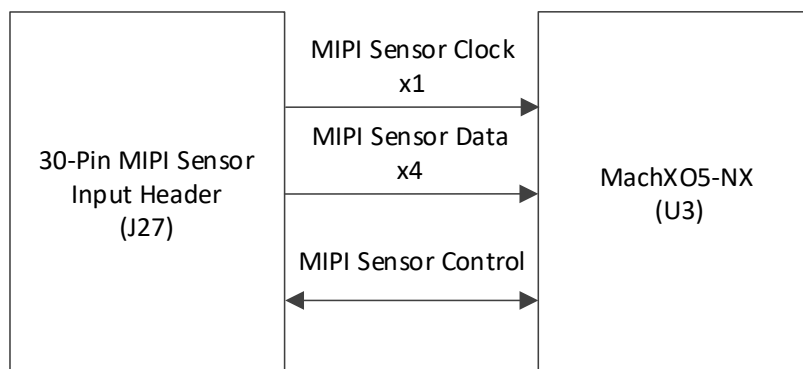 MIPI Sensor Clock
x1
MIPI Sensor Data
x4
MIPI Sensor Control
30-Pin MIPI Sensor
Input Header
(J27)
MachXO5-NX
(U3)